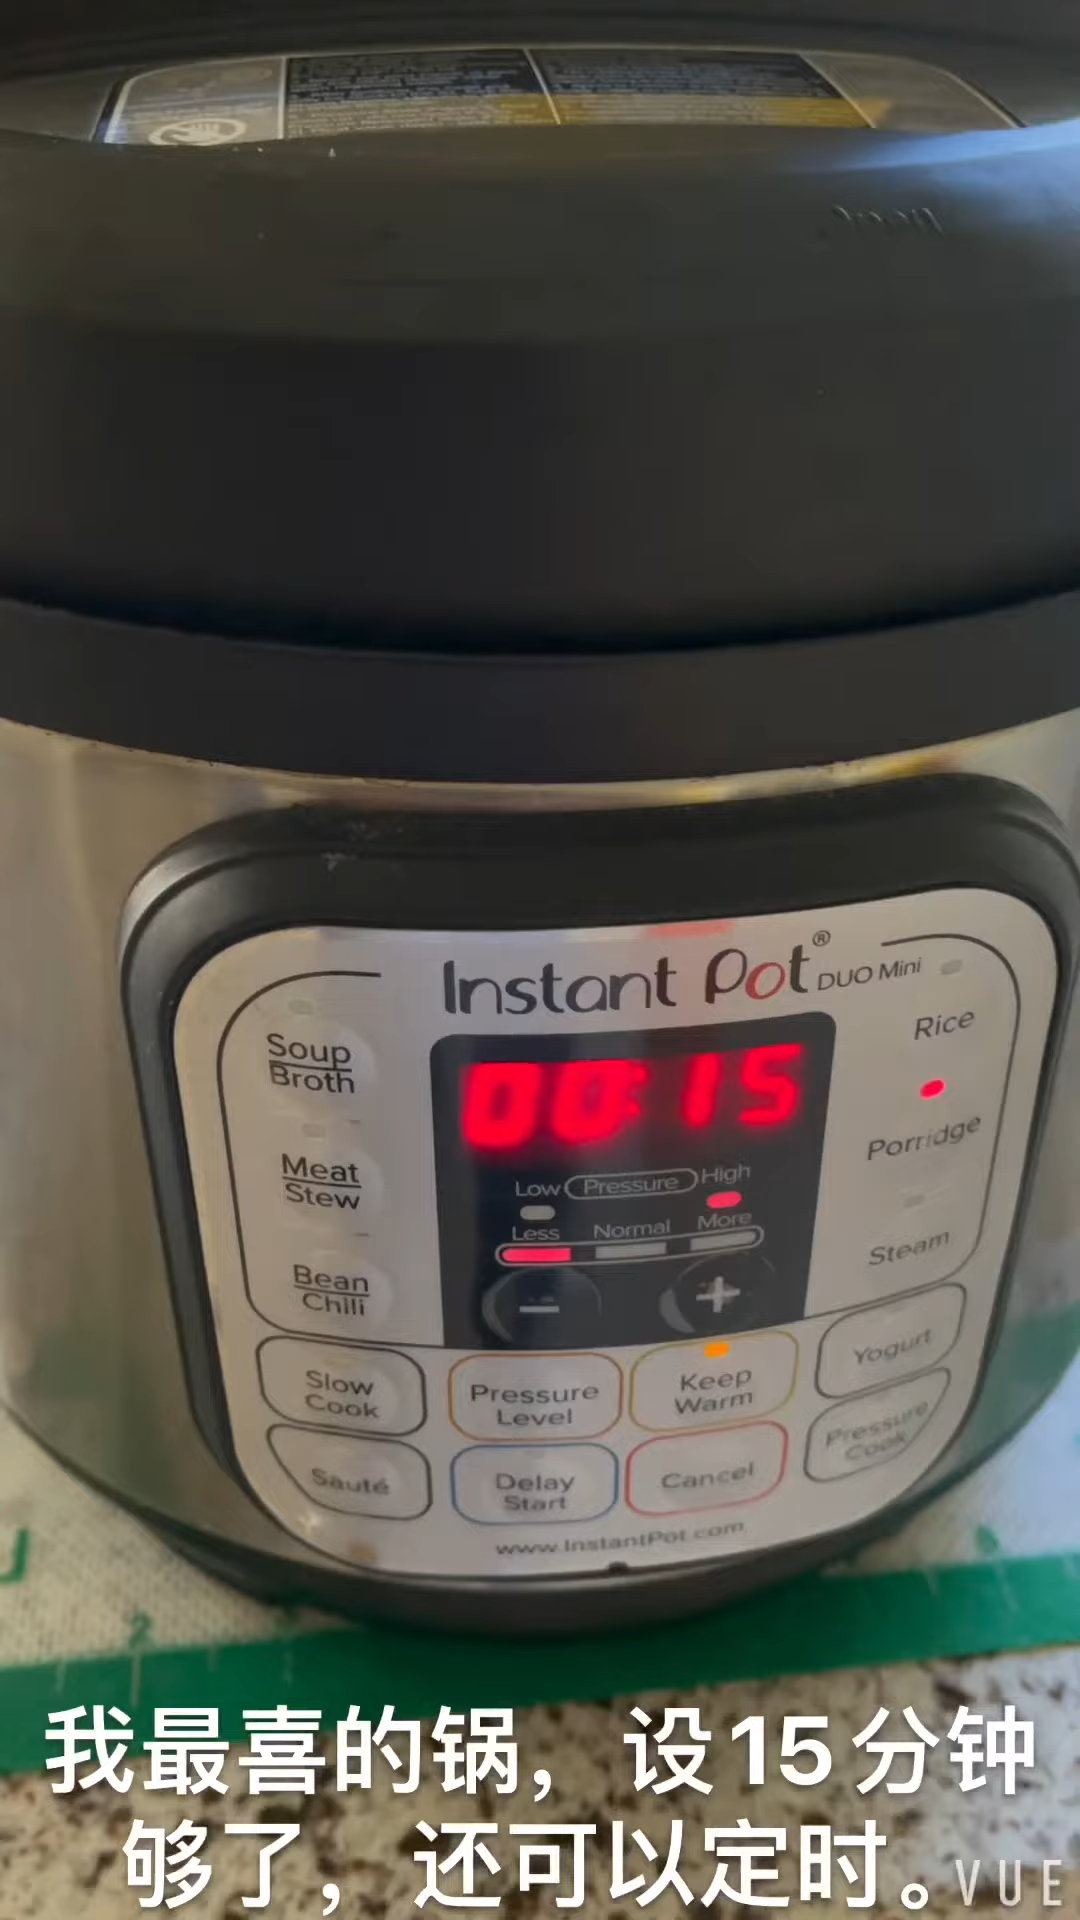 Instant Pot® DUO Mini
00:15
Soup
Broth
Meat
Stew
Bean
Chili
Rice
Porridge
Steam
Low Pressure High
Less Normal More
− +
Slow
Cook
Pressure
Level
Keep
Warm
Yogurt
Sauté
Delay
Start
Cancel
Pressure
Cook
www.InstantPot.com
2
我最喜的锅，设15分钟
够了，还可以定时。
VUE